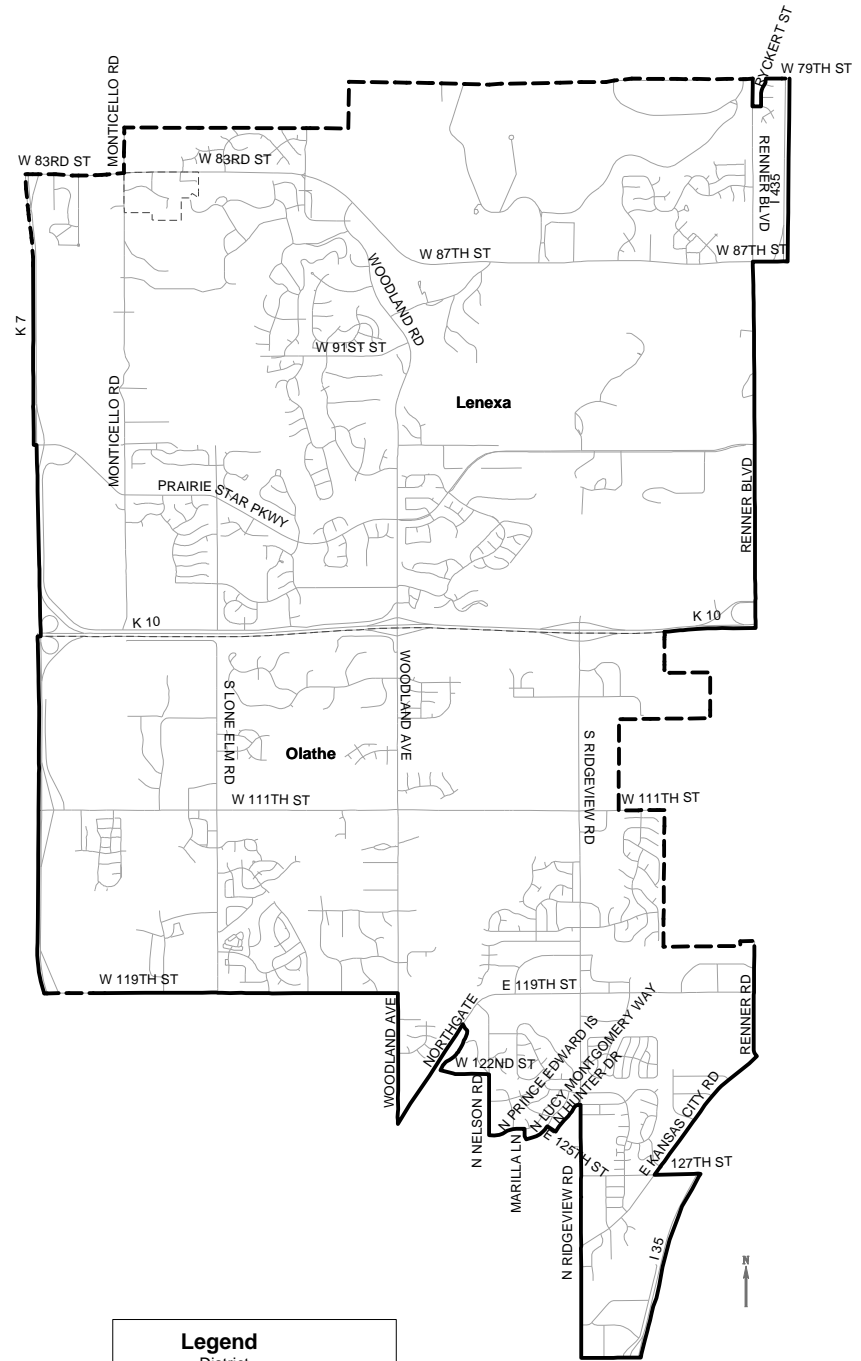 RYCKERT ST
W 79TH ST
MONTICELLO RD
W 83RD ST
W 83RD ST
RENNER BLVD
I 435
W 87TH ST
W 87TH ST
WOODLAND RD
K 7
W 91ST ST
Lenexa
MONTICELLO RD
PRAIRIE STAR PKWY
RENNER BLVD
K 10
K 10
S LONE ELM RD
WOODLAND AVE
Olathe
S RIDGEVIEW RD
W 111TH ST
W 111TH ST
W 119TH ST
E 119TH ST
WOODLAND AVE
NORTHGATE
RENNER RD
W 122ND ST
N PRINCE EDWARD IS
N LUCY MONTGOMERY WAY
E N HUNTER DR
N NELSON RD
MARILLA LN
E 125TH ST
E KANSAS CITY RD
127TH ST
N RIDGEVIEW RD
I 35
N
Legend
District